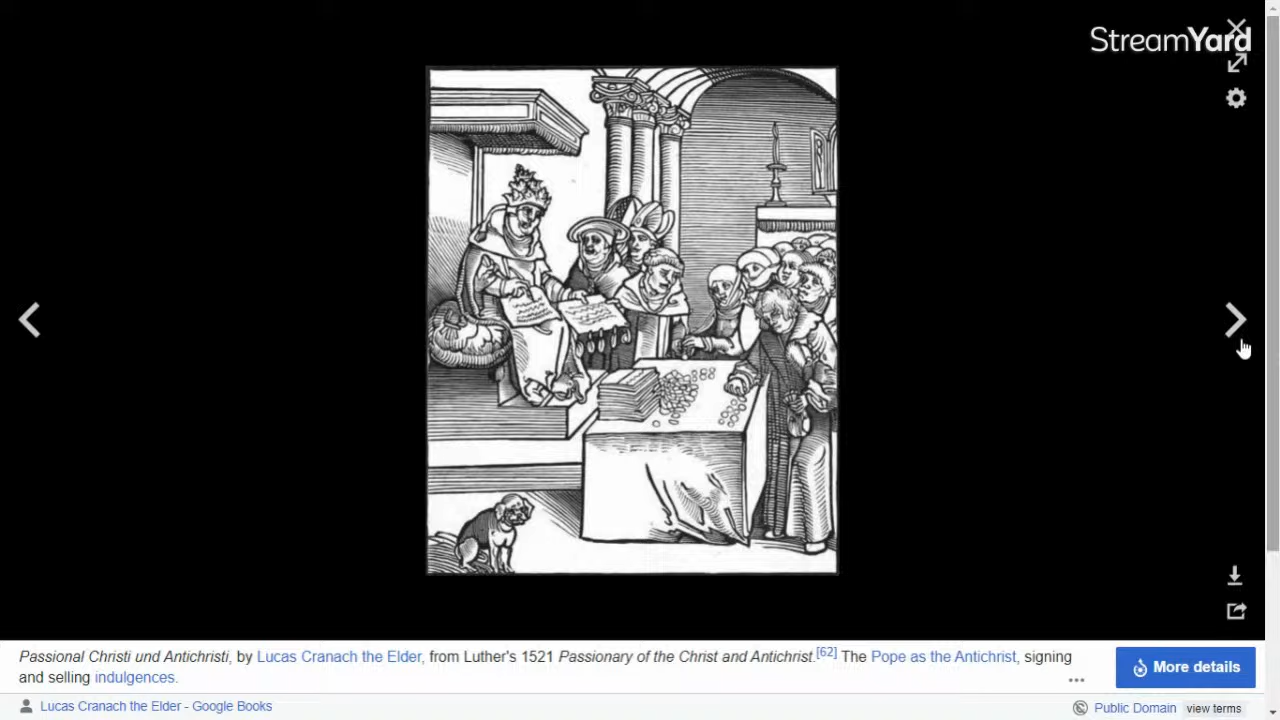 StreamYard
Passional Christi und Antichristi, by Lucas Cranach the Elder, from Luther's 1521 Passionary of the Christ and Antichrist.[62] The Pope as the Antichrist, signing
and selling indulgences.
More details
Lucas Cranach the Elder - Google Books
Public Domain view terms